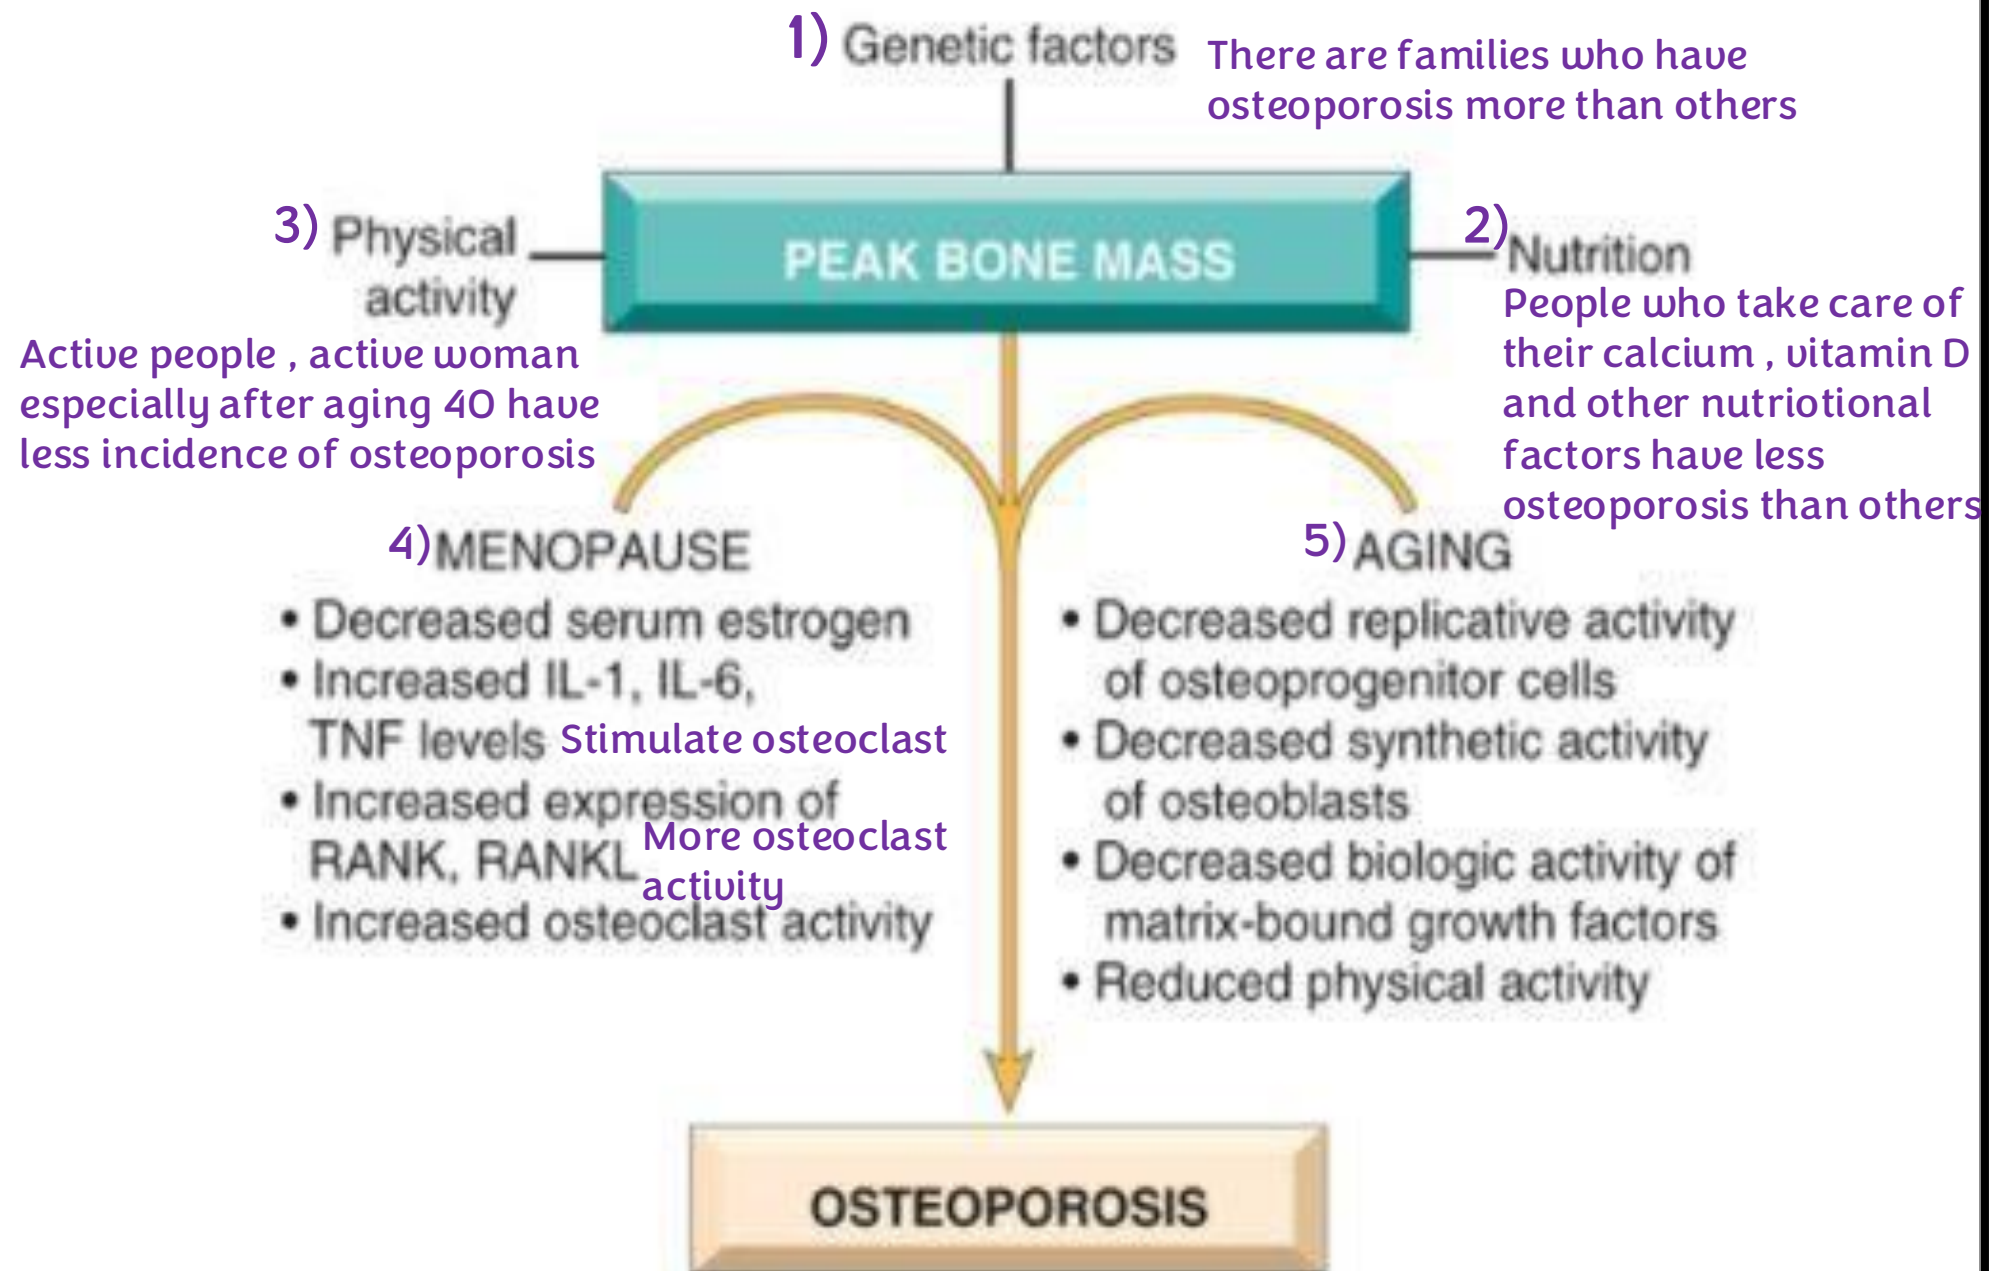 1) Genetic factors
There are families who have
osteoporosis more than others
3) Physical
activity
PEAK BONE MASS
2) Nutrition
Active people , active woman
especially after aging 40 have
less incidence of osteoporosis
People who take care of
their calcium , vitamin D
and other nutriotional
factors have less
osteoporosis than others
4) MENOPAUSE
• Decreased serum estrogen
• Increased IL-1, IL-6,
TNF levels Stimulate osteoclast
• Increased expression of
RANK, RANKL More osteoclast
activity
• Increased osteoclast activity
5) AGING
• Decreased replicative activity
of osteoprogenitor cells
• Decreased synthetic activity
of osteoblasts
• Decreased biologic activity of
matrix-bound growth factors
• Reduced physical activity
OSTEOPOROSIS